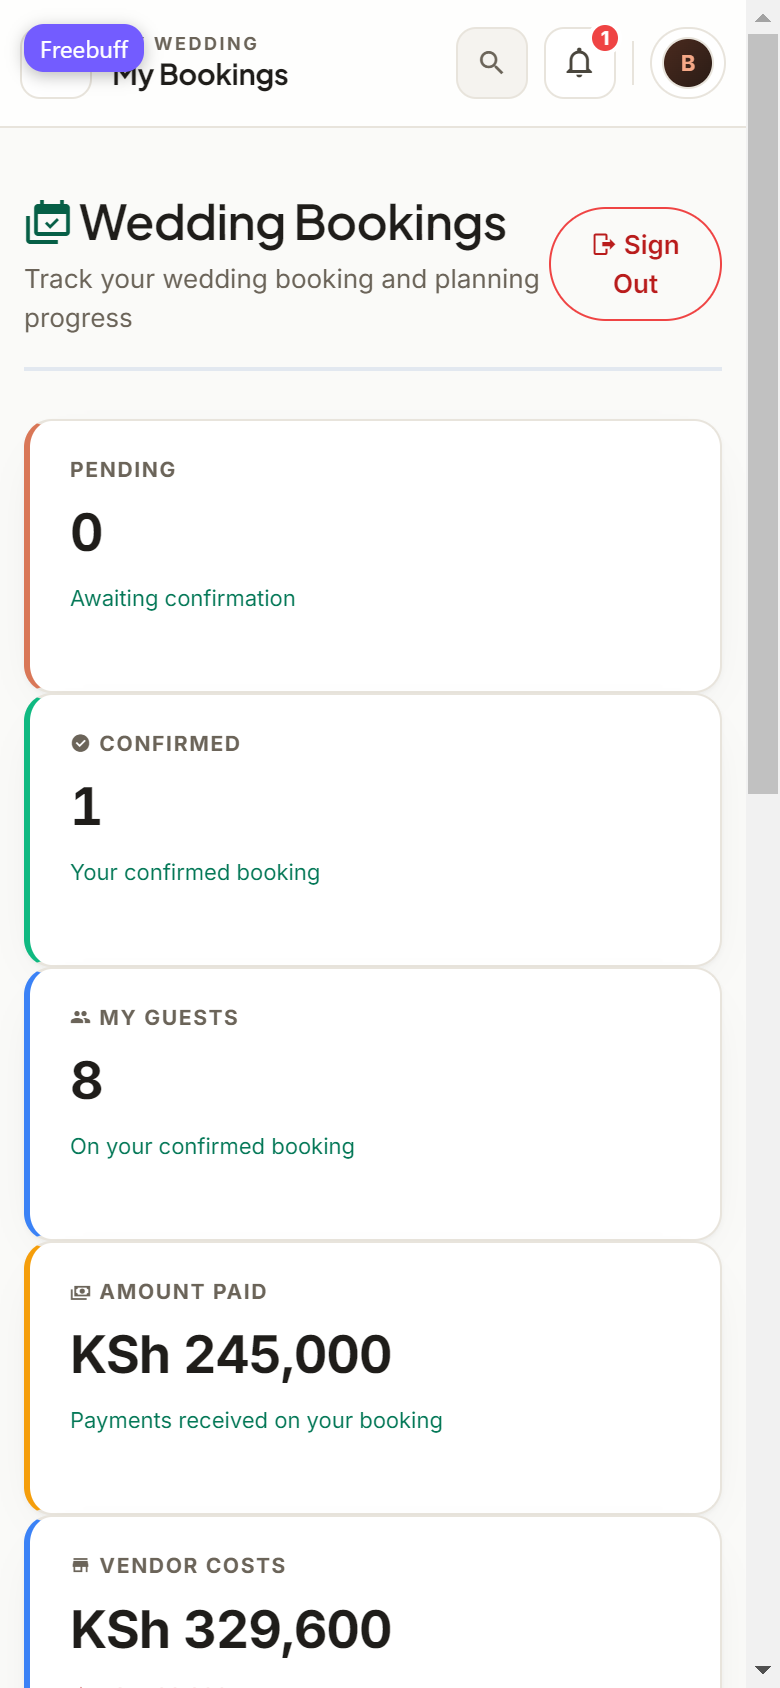 Freebuff
WEDDING
My Bookings
1
B
Wedding Bookings
Track your wedding booking and planning
progress
Sign
Out
PENDING
0
Awaiting confirmation
CONFIRMED
1
Your confirmed booking
MY GUESTS
8
On your confirmed booking
AMOUNT PAID
KSh 245,000
Payments received on your booking
VENDOR COSTS
KSh 329,600